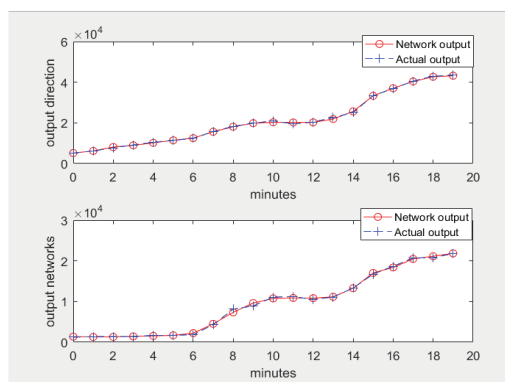 ×10⁴
6
4
2
0
output direction
Network output
Actual output
0 2 4 6 8 10 12 14 16 18 20
minutes
×10⁴
3
2
1
0
output networks
Network output
Actual output
0 2 4 6 8 10 12 14 16 18 20
minutes